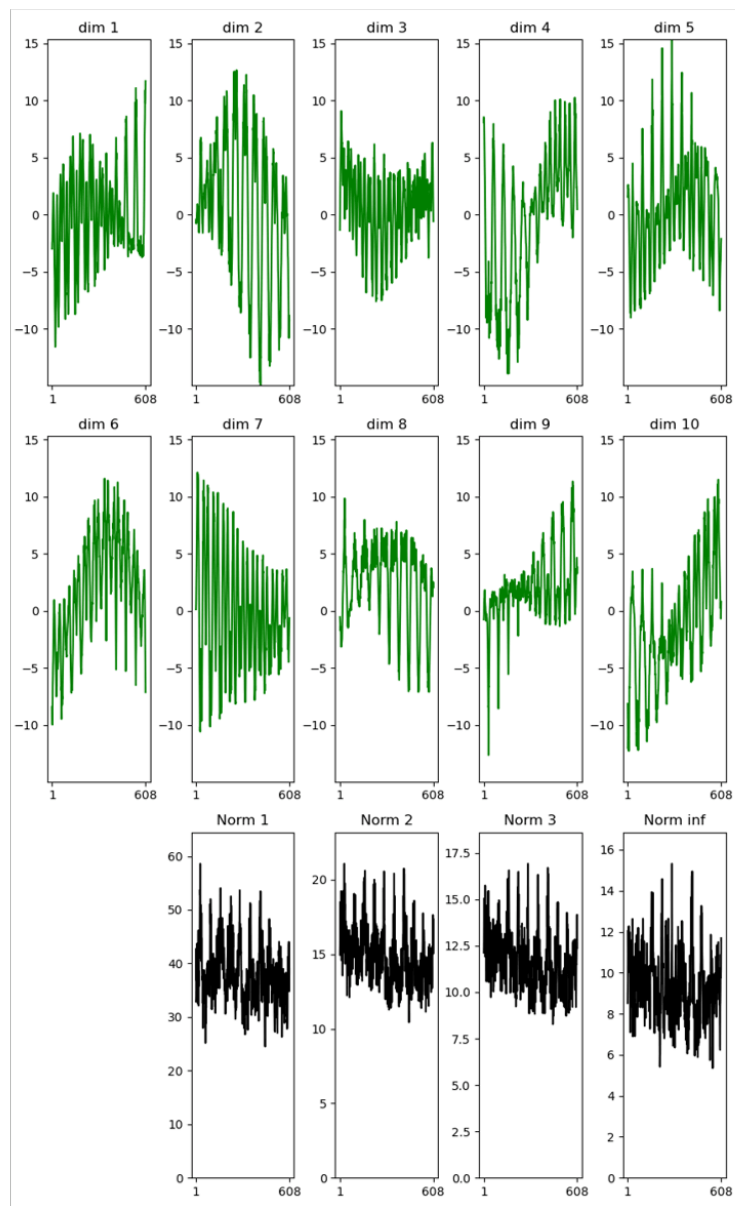 dim 1 dim 2 dim 3 dim 4 dim 5
15 15 15 15 15
10 10 10 10 10
5 5 5 5 5
0 0 0 0 0
−5 −5 −5 −5 −5
−10 −10 −10 −10 −10
1 608 1 608 1 608 1 608 1 608
dim 6 dim 7 dim 8 dim 9 dim 10
15 15 15 15 15
10 10 10 10 10
5 5 5 5 5
0 0 0 0 0
−5 −5 −5 −5 −5
−10 −10 −10 −10 −10
1 608 1 608 1 608 1 608 1 608
Norm 1 Norm 2 Norm 3 Norm inf
60 20 17.5 16
50 15 15.0 14
40 10 12.5 12
30 5 10.0 10
20 0 7.5 8
10 5.0 6
0 2.5 4
0.0 2
0
1 608 1 608 1 608 1 608